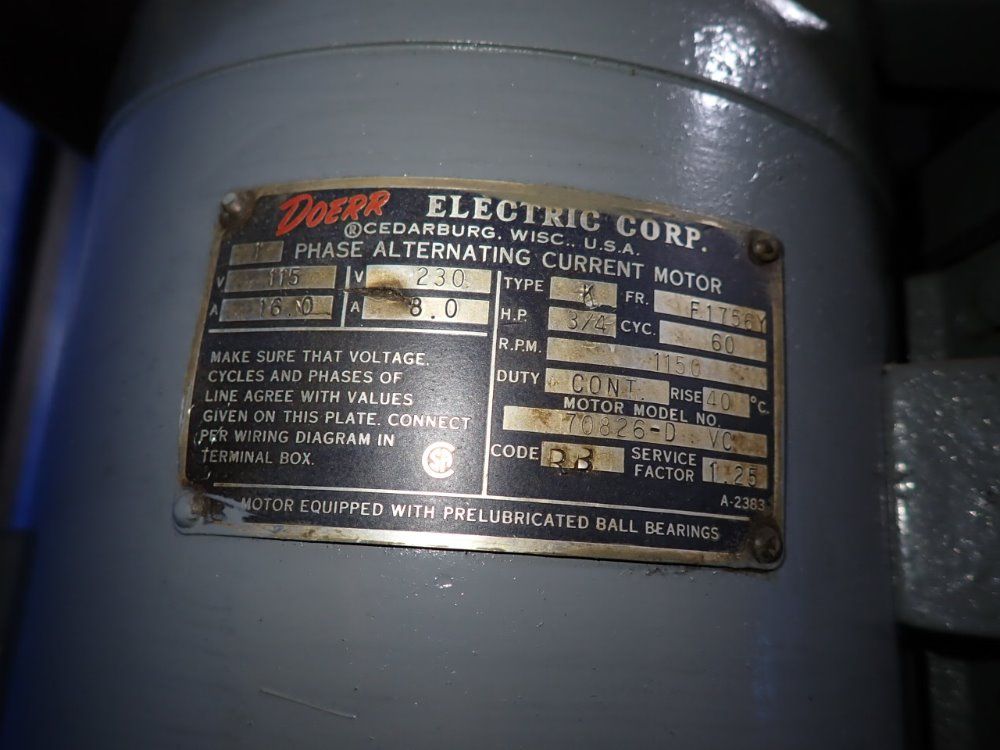 DOERR ELECTRIC CORP.
®CEDARBURG, WISC., U.S.A.
1 PHASE ALTERNATING CURRENT MOTOR
V 115 V 230
A 16.0 A 8.0
TYPE K FR. F1756Y
H.P. 3/4 CYC. 60
R.P.M. 1150
DUTY CONT. RISE 40 °C.
MOTOR MODEL NO.
70826-D VC
CODE BB SERVICE FACTOR 1.25
MAKE SURE THAT VOLTAGE.
CYCLES AND PHASES OF
LINE AGREE WITH VALUES
GIVEN ON THIS PLATE. CONNECT
PER WIRING DIAGRAM IN
TERMINAL BOX.
SA
A-2383
MOTOR EQUIPPED WITH PRELUBRICATED BALL BEARINGS